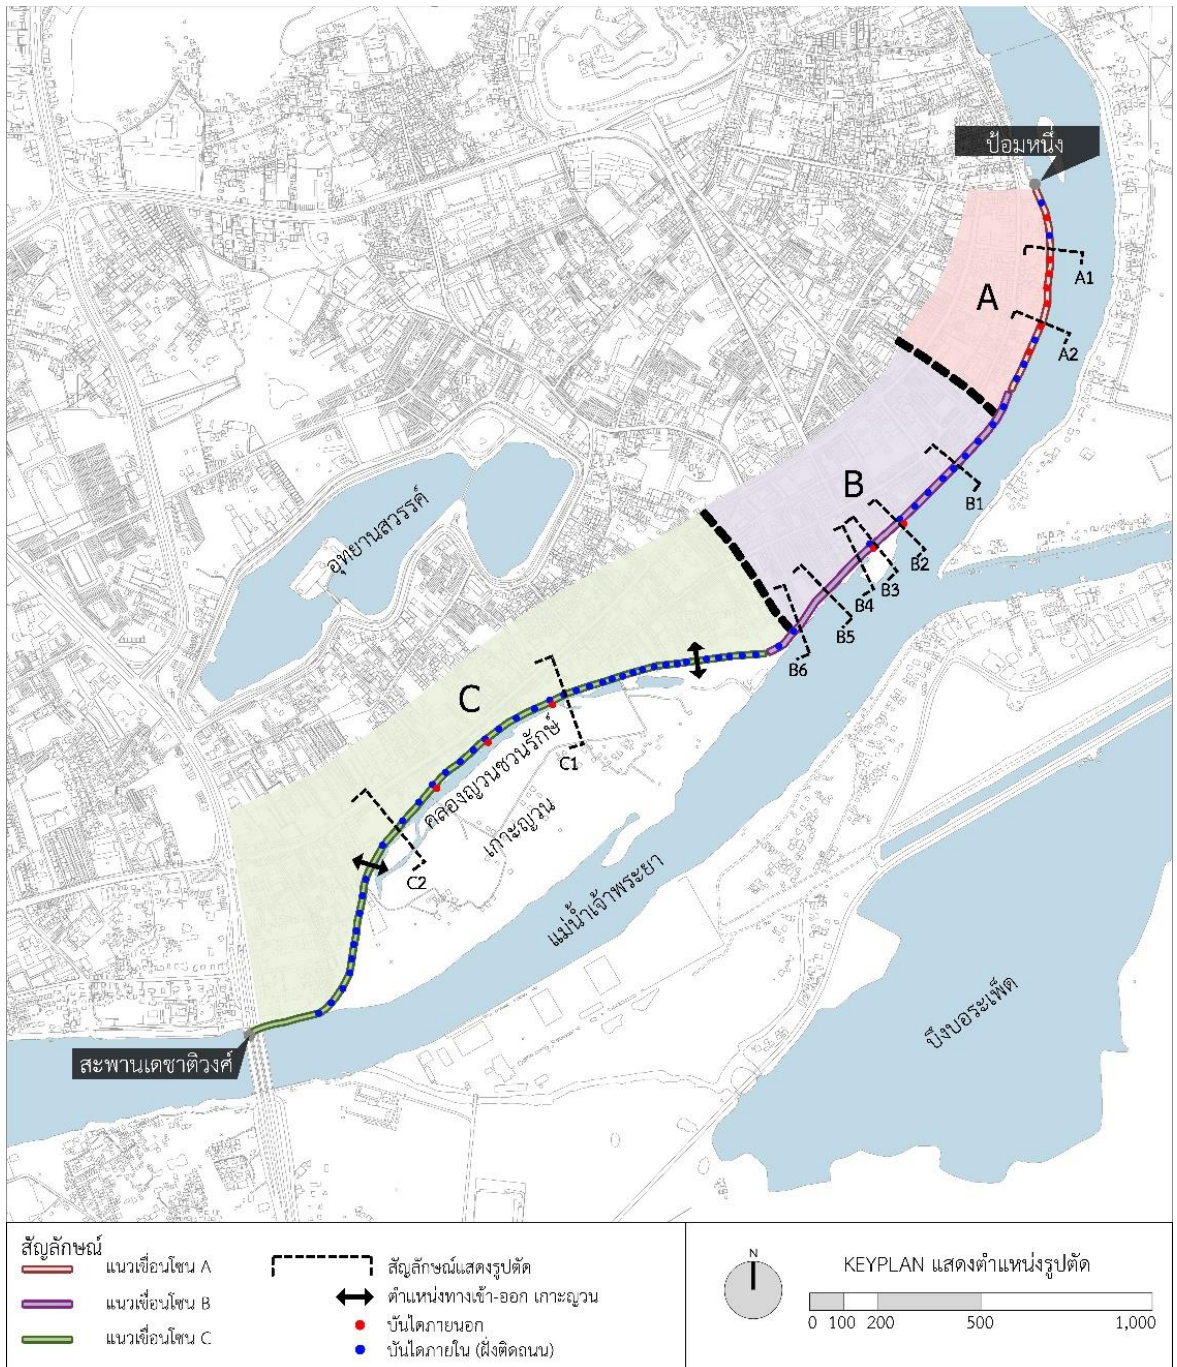 ป้อมหนึ่ง
A
A1
A2
B
B1
B2
B3
B4
B5
B6
อุทยานสวรรค์
C
คลองญวนชวนรักษ์
C1
เกาะญวน
C2
แม่น้ำเจ้าพระยา
บึงบอระเพ็ด
สะพานเดชาติวงศ์
สัญลักษณ์
แนวเขื่อนโซน A
แนวเขื่อนโซน B
แนวเขื่อนโซน C
สัญลักษณ์แสดงรูปตัด
ตำแหน่งทางเข้า-ออก เกาะญวน
บันไดภายนอก
บันไดภายใน (ฝั่งติดถนน)
N
KEYPLAN แสดงตำแหน่งรูปตัด
0 100 200 500 1,000